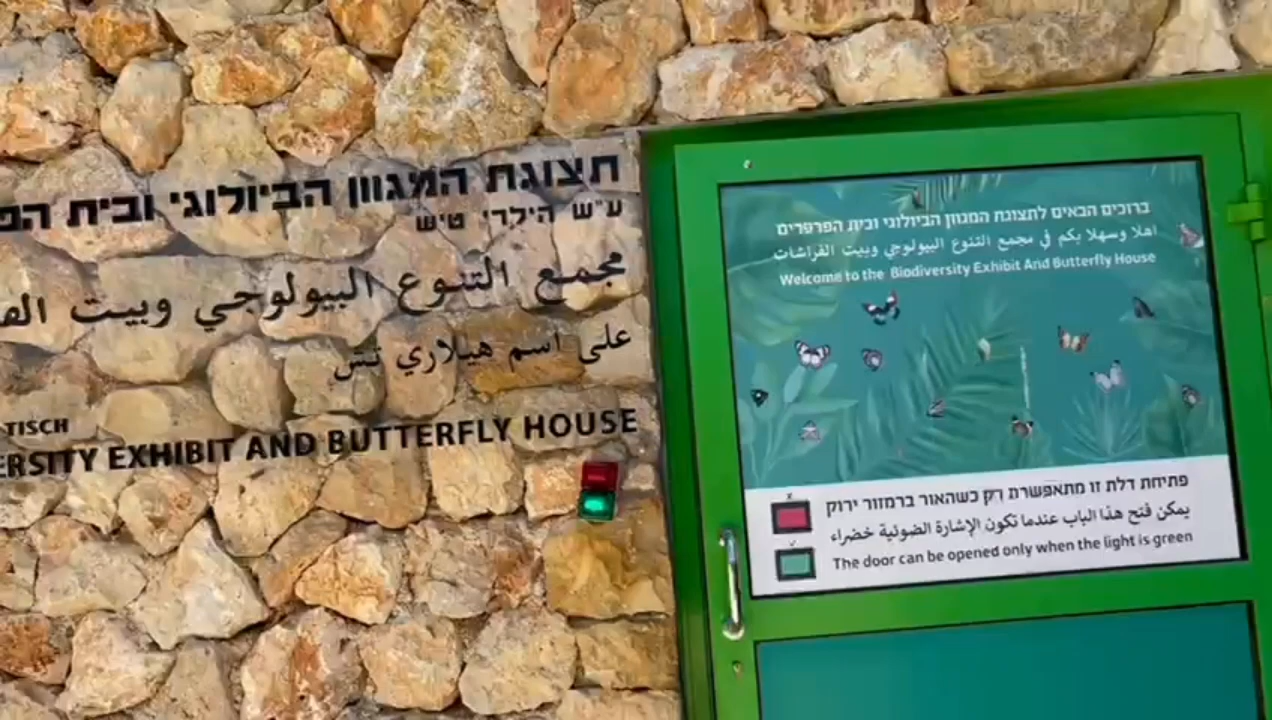 תצוגת המגוון הביולוגי ובית הפ
ע"ש הילרי טיש
مجمع التنوع البيولوجي وبيت الف
على اسم هيلاري تش
TISCH
ERSITY EXHIBIT AND BUTTERFLY HOUSE
ברוכים הבאים לתצוגת המגוון הביולוגי ובית הפרפרים
اهلا وسهلا بكم في مجمع التنوع البيولوجي وبيت الفراشات
Welcome to the Biodiversity Exhibit And Butterfly House
פתיחת דלת זו מתאפשרת רק כשהאור ברמזור ירוק
يمكن فتح هذا الباب عندما تكون الإشارة الضوئية خضراء
The door can be opened only when the light is green